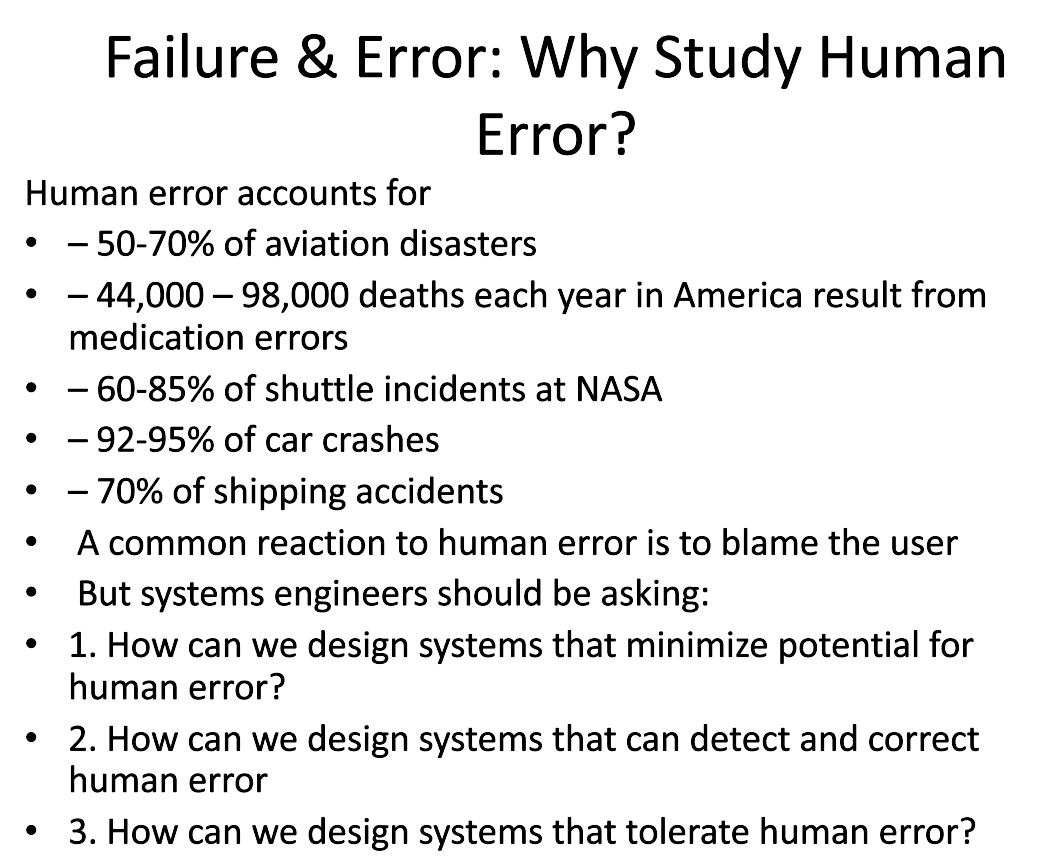 Failure & Error: Why Study Human
Error?
Human error accounts for
• – 50-70% of aviation disasters
• – 44,000 – 98,000 deaths each year in America result from
medication errors
• – 60-85% of shuttle incidents at NASA
• – 92-95% of car crashes
• – 70% of shipping accidents
• A common reaction to human error is to blame the user
• But systems engineers should be asking:
• 1. How can we design systems that minimize potential for
human error?
• 2. How can we design systems that can detect and correct
human error
• 3. How can we design systems that tolerate human error?